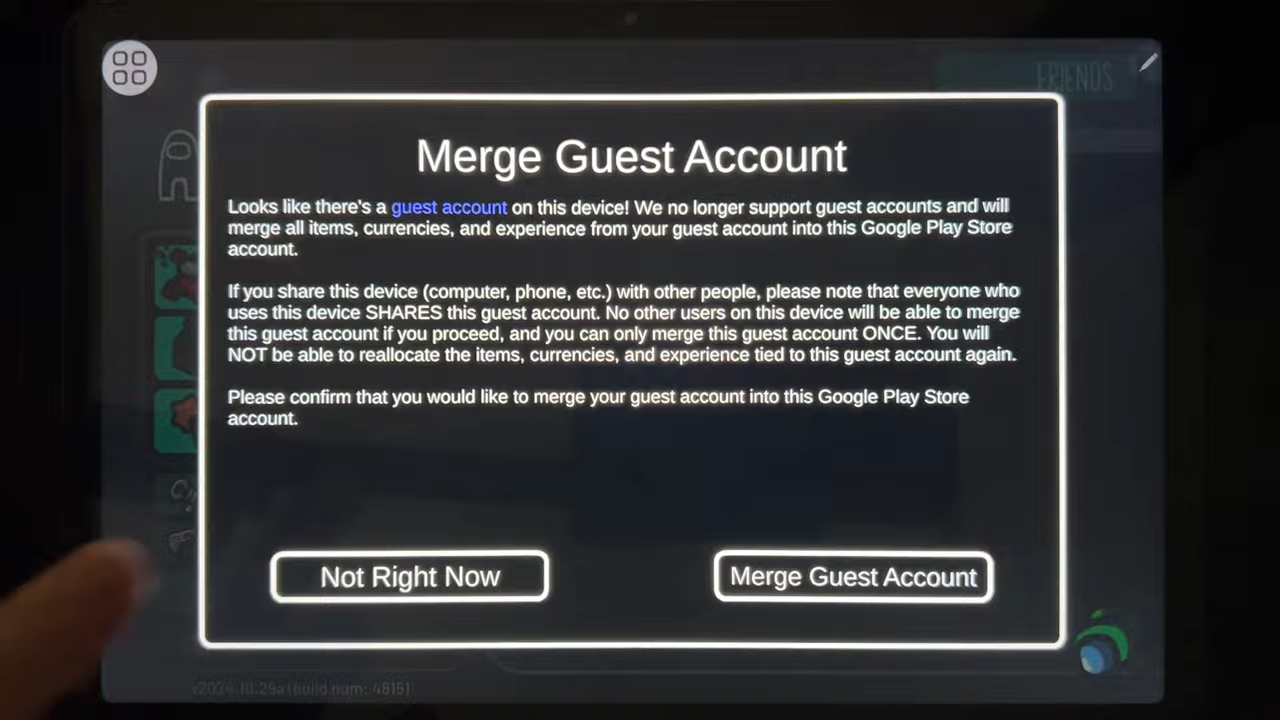 FRIENDS
Merge Guest Account
Looks like there's a guest account on this device! We no longer support guest accounts and will
merge all items, currencies, and experience from your guest account into this Google Play Store
account.
If you share this device (computer, phone, etc.) with other people, please note that everyone who
uses this device SHARES this guest account. No other users on this device will be able to merge
this guest account if you proceed, and you can only merge this guest account ONCE. You will
NOT be able to reallocate the items, currencies, and experience tied to this guest account again.
Please confirm that you would like to merge your guest account into this Google Play Store
account.
Not Right Now
Merge Guest Account
v2024.10.29a (build num: 4815)